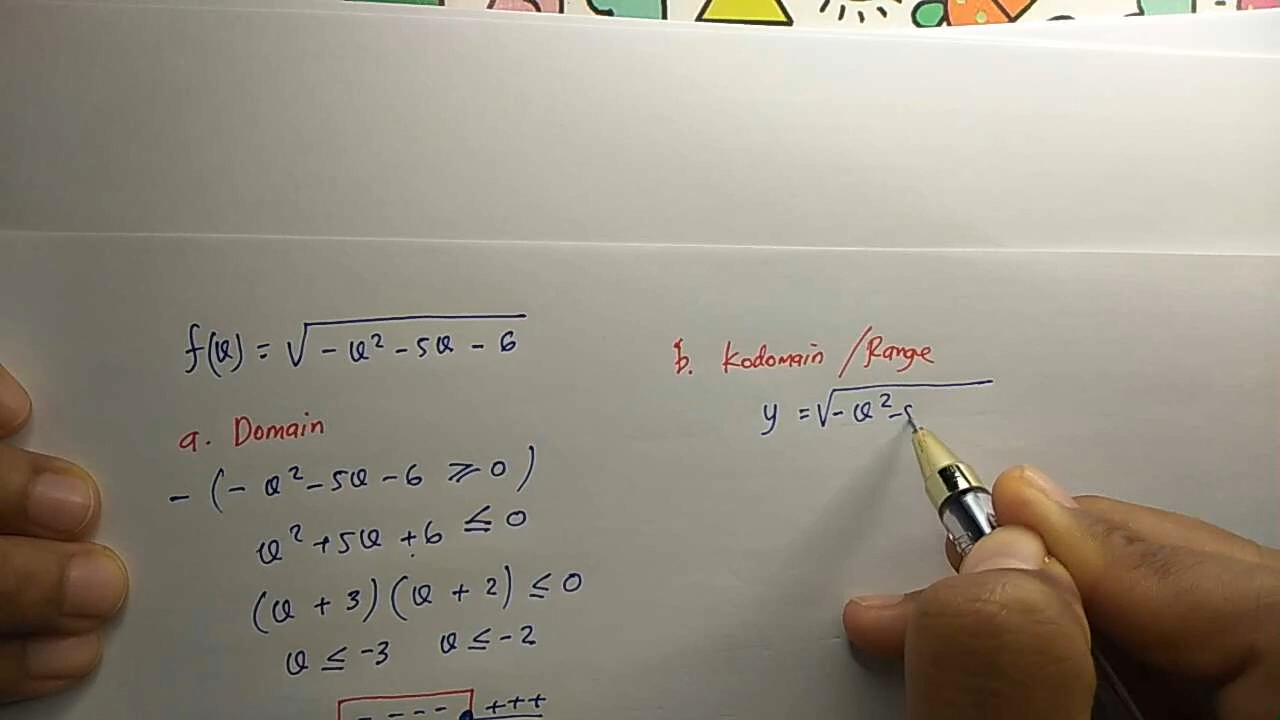 f(x) = √-x² - 5x - 6
a. Domain
- (- x² - 5x - 6 ⩾ 0)
x² + 5x + 6 ≤ 0
(x + 3)(x + 2) ≤ 0
x ≤ -3 x ≤ -2
- - - - +++
b. Kodomain / Range
y = √- x² - 5